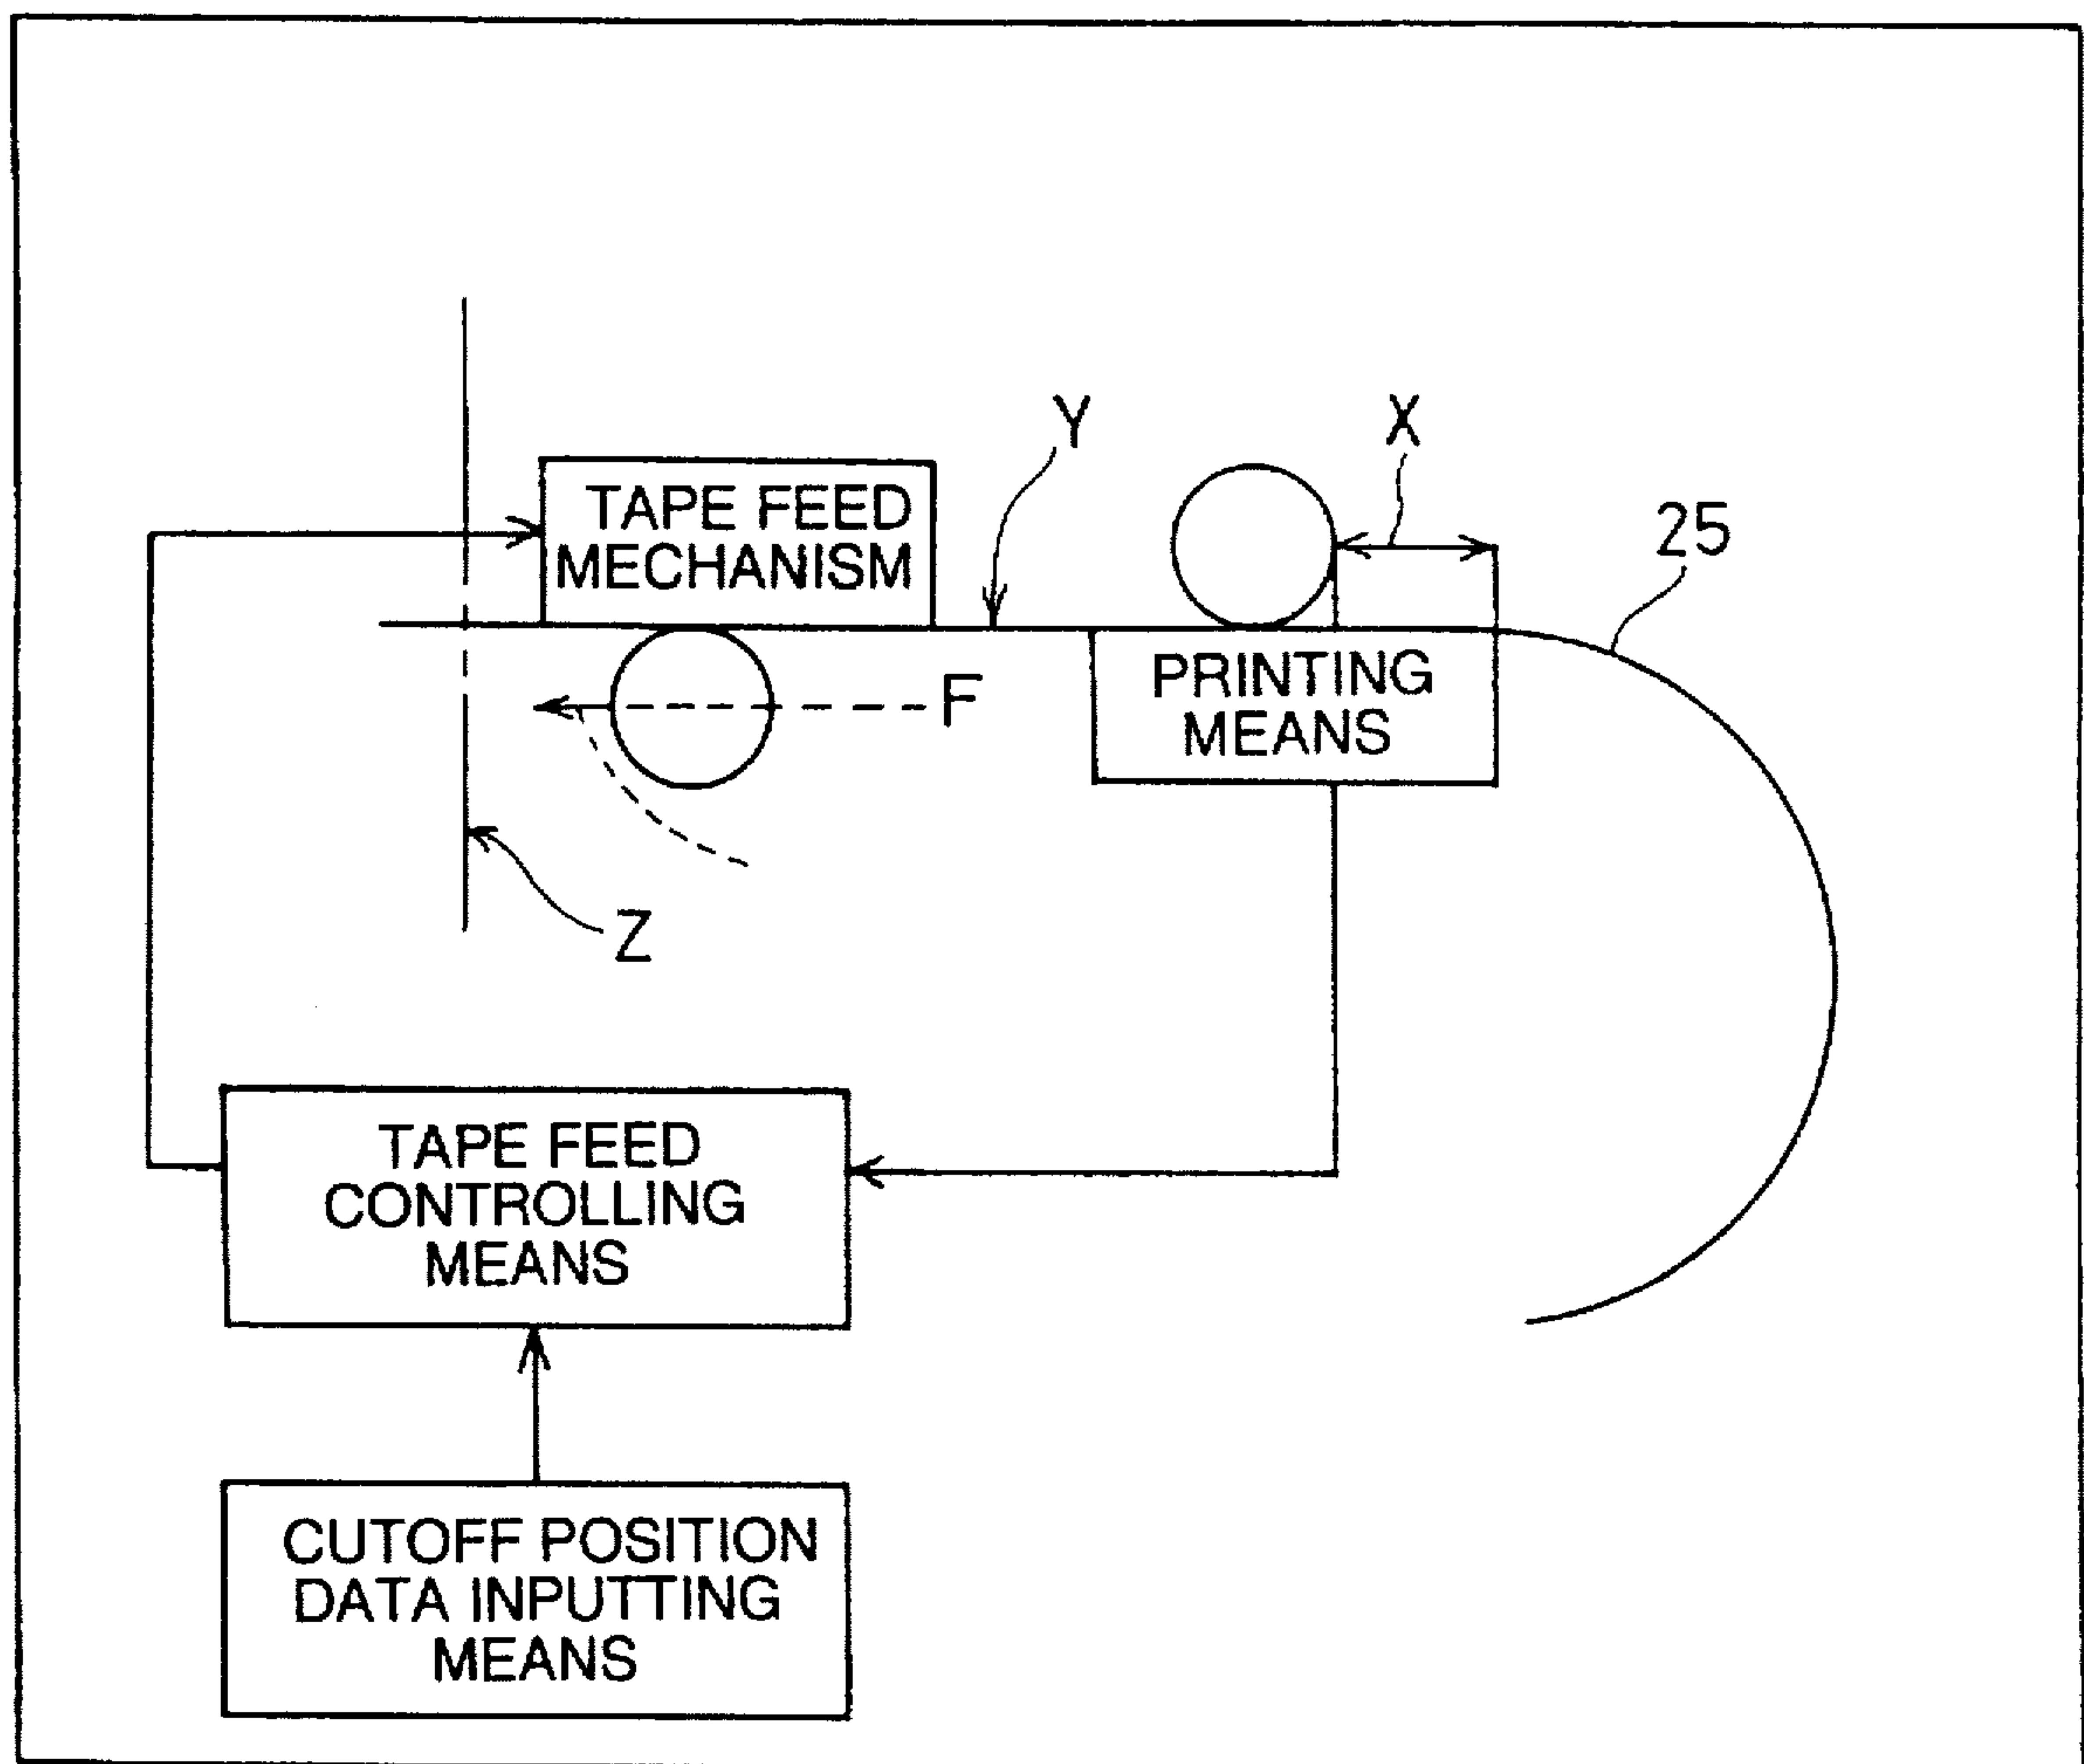 Y
X
25
TAPE FEED
MECHANISM
PRINTING
MEANS
F
Z
TAPE FEED
CONTROLLING
MEANS
CUTOFF POSITION
DATA INPUTTING
MEANS